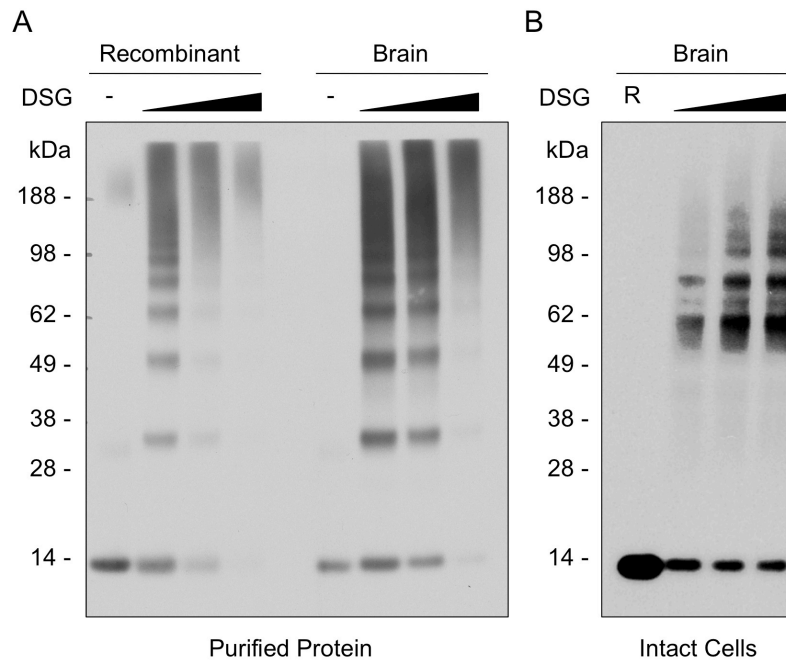 A
B
Recombinant
Brain
Brain
DSG
-
-
DSG
R
kDa
188 -
98 -
62 -
49 -
38 -
28 -
14 -
kDa
188 -
98 -
62 -
49 -
38 -
28 -
14 -
Purified Protein
Intact Cells